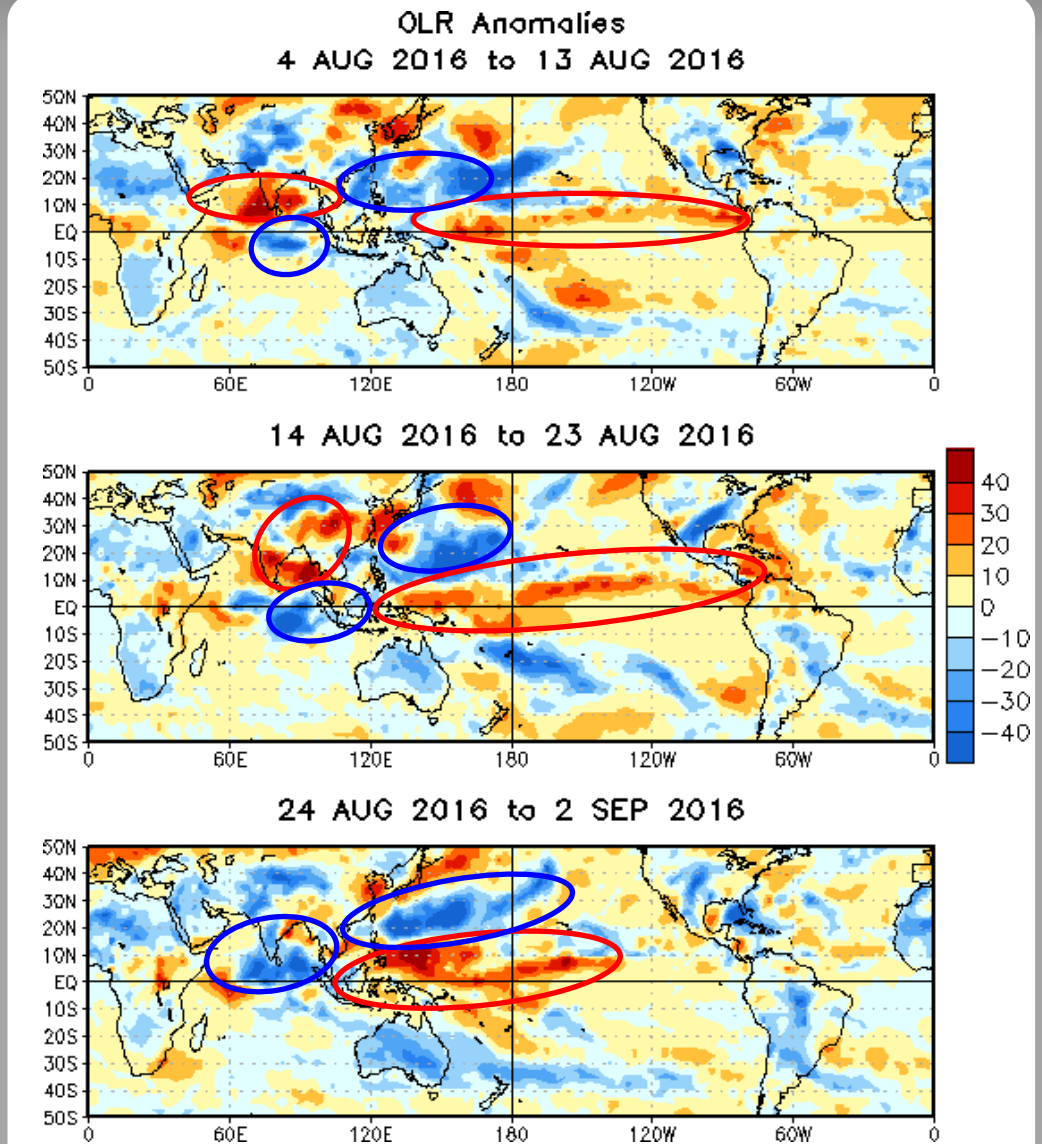 OLR Anomalies
4 AUG 2016 to 13 AUG 2016
50N
40N
30N
20N
10N
EQ
10S
20S
30S
40S
50S
0 60E 120E 180 120W 60W 0
14 AUG 2016 to 23 AUG 2016
50N
40N
30N
20N
10N
EQ
10S
20S
30S
40S
50S
0 60E 120E 180 120W 60W 0
40
30
20
10
0
-10
-20
-30
-40
24 AUG 2016 to 2 SEP 2016
50N
40N
30N
20N
10N
EQ
10S
20S
30S
40S
50S
0 60E 120E 180 120W 60W 0